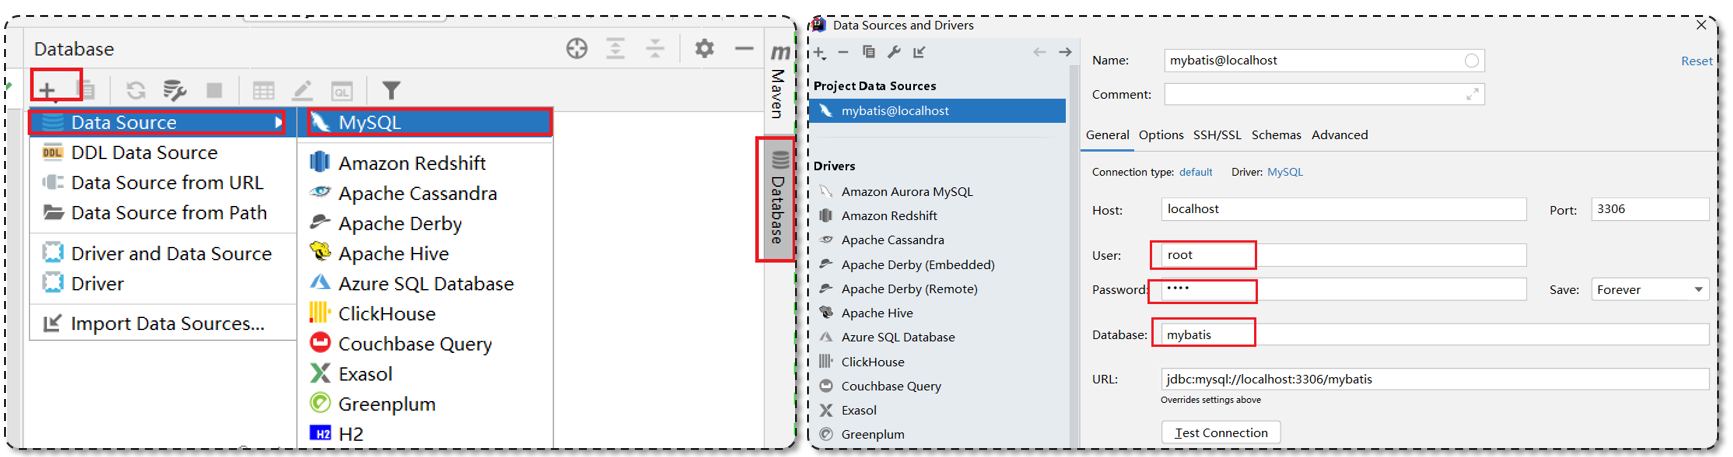 Database
Data Source
DDL Data Source
Data Source from URL
Data Source from Path
Driver and Data Source
Driver
Import Data Sources...
MySQL
Amazon Redshift
Apache Cassandra
Apache Derby
Apache Hive
Azure SQL Database
ClickHouse
Couchbase Query
Exasol
Greenplum
H2
Maven
Database
Data Sources and Drivers
Project Data Sources
mybatis@localhost
Drivers
Amazon Aurora MySQL
Amazon Redshift
Apache Cassandra
Apache Derby (Embedded)
Apache Derby (Remote)
Apache Hive
Azure SQL Database
ClickHouse
Couchbase Query
Exasol
Greenplum
Name: mybatis@localhost Reset
Comment:
General Options SSH/SSL Schemas Advanced
Connection type: default Driver: MySQL
Host: localhost Port: 3306
User: root
Password: •••• Save: Forever
Database: mybatis
URL: jdbc:mysql://localhost:3306/mybatis
Overrides settings above
Test Connection